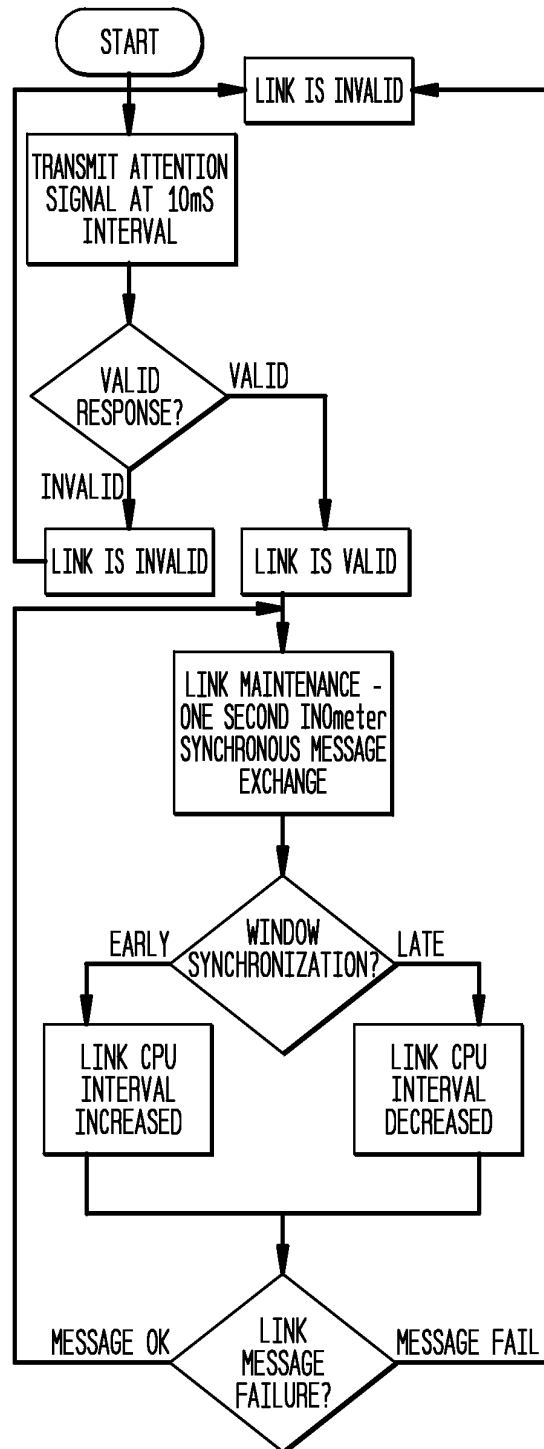 START
LINK IS INVALID
TRANSMIT ATTENTION
SIGNAL AT 10mS
INTERVAL
VALID
RESPONSE?
VALID
INVALID
LINK IS INVALID
LINK IS VALID
LINK MAINTENANCE -
ONE SECOND INOmeter
SYNCHRONOUS MESSAGE
EXCHANGE
WINDOW
SYNCHRONIZATION?
EARLY
LATE
LINK CPU
INTERVAL
INCREASED
LINK CPU
INTERVAL
DECREASED
LINK
MESSAGE
FAILURE?
MESSAGE OK
MESSAGE FAIL